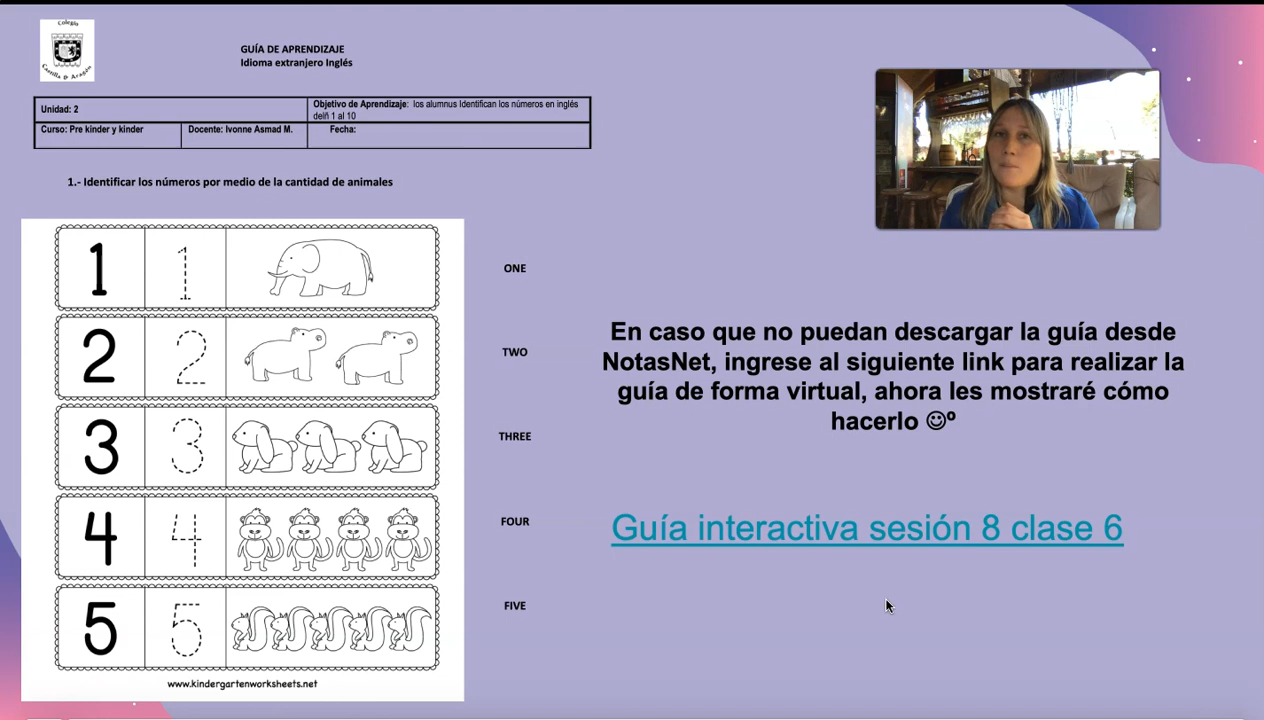 Colegio
Castilla & Aragón
GUÍA DE APRENDIZAJE
Idioma extranjero Inglés
Unidad: 2
Objetivo de Aprendizaje: los alumnus Identifican los números en inglés
delñ 1 al 10
Curso: Pre kinder y kinder
Docente: Ivonne Asmad M.
Fecha:
1.- Identificar los números por medio de la cantidad de animales
1 1
ONE
2 2
TWO
3 3
THREE
4 4
FOUR
5 5
FIVE
www.kindergartenworksheets.net
En caso que no puedan descargar la guía desde
NotasNet, ingrese al siguiente link para realizar la
guía de forma virtual, ahora les mostraré cómo
hacerlo ☺º
Guía interactiva sesión 8 clase 6